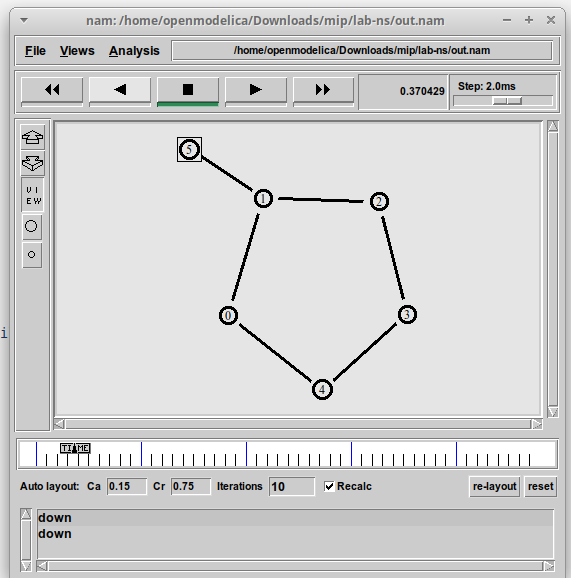 nam: /home/openmodelica/Downloads/mip/lab-ns/out.nam
File Views Analysis /home/openmodelica/Downloads/mip/lab-ns/out.nam
0.370429 Step: 2.0ms
V I
E W
5
1 2
0 3
4
i
TIME
Auto layout: Ca 0.15 Cr 0.75 Iterations 10 Recalc re-layout reset
down
down